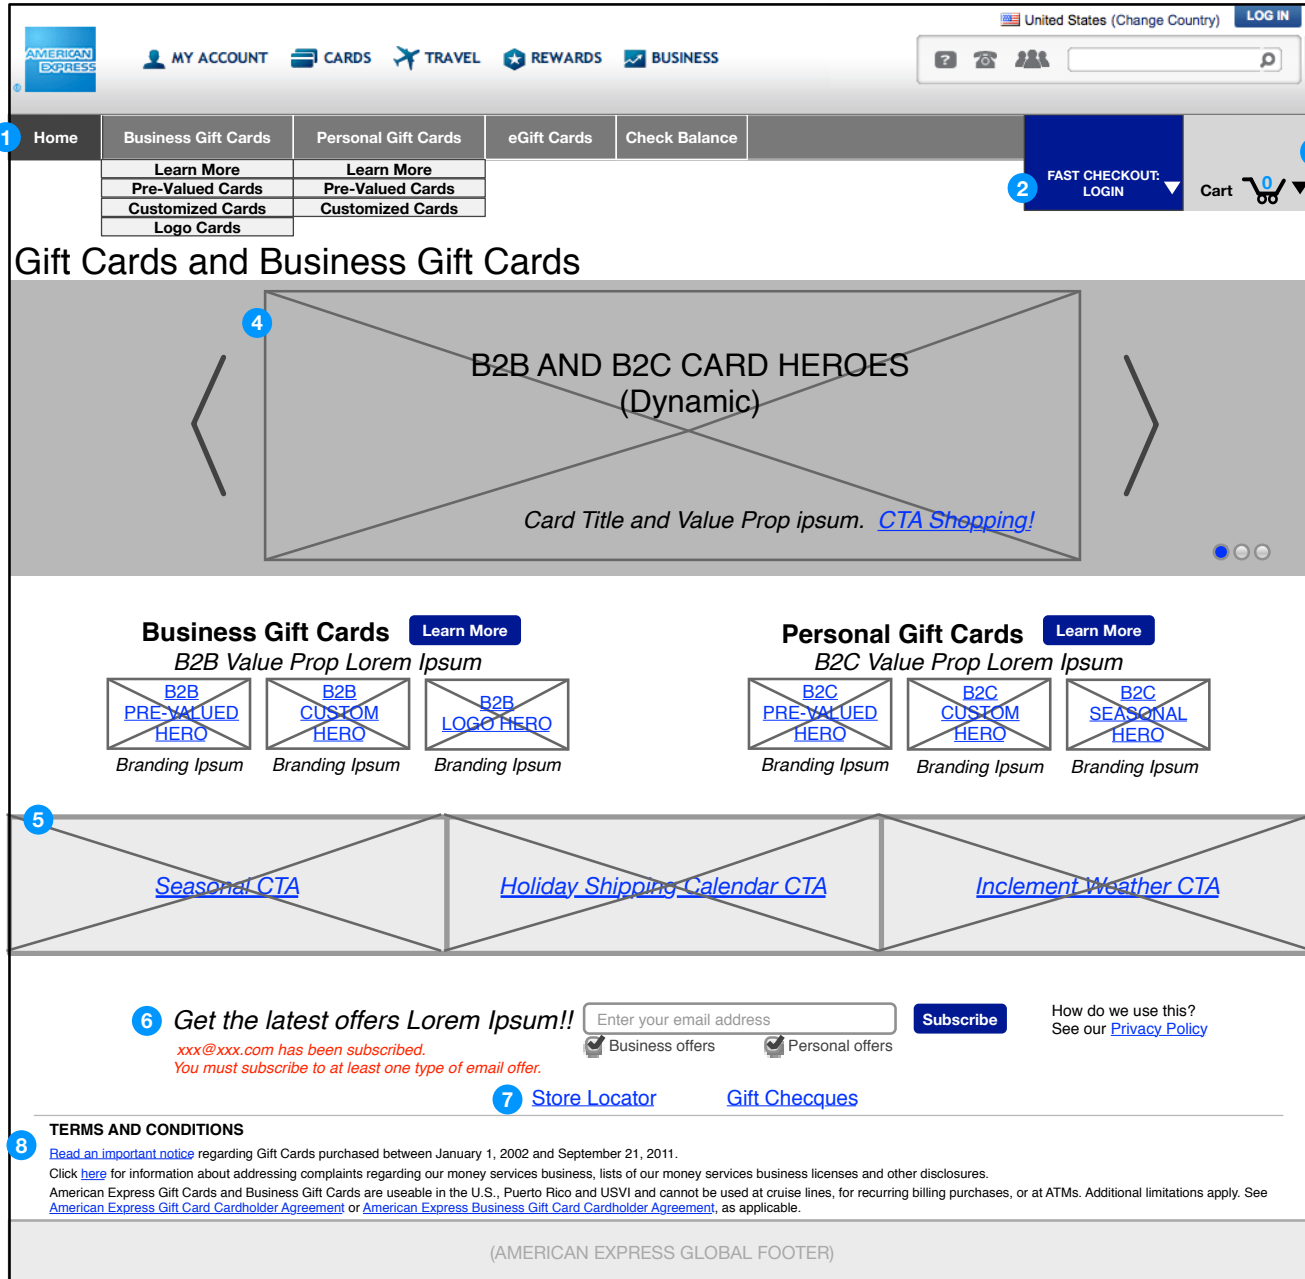 United States (Change Country)
LOG IN
AMERICAN
EXPRESS
®
MY ACCOUNT
CARDS
TRAVEL
REWARDS
BUSINESS
?
1
Home
Business Gift Cards
Personal Gift Cards
eGift Cards
Check Balance
Learn More
Pre-Valued Cards
Customized Cards
Logo Cards
Learn More
Pre-Valued Cards
Customized Cards
2
FAST CHECKOUT:
LOGIN
Cart
0
Gift Cards and Business Gift Cards
4
B2B AND B2C CARD HEROES
(Dynamic)
Card Title and Value Prop ipsum. CTA Shopping!
Business Gift Cards
Learn More
B2B Value Prop Lorem Ipsum
B2B
PRE-VALUED
HERO
B2B
CUSTOM
HERO
B2B
LOGO HERO
Branding Ipsum
Branding Ipsum
Branding Ipsum
Personal Gift Cards
Learn More
B2C Value Prop Lorem Ipsum
B2C
PRE-VALUED
HERO
B2C
CUSTOM
HERO
B2C
SEASONAL
HERO
Branding Ipsum
Branding Ipsum
Branding Ipsum
5
Seasonal CTA
Holiday Shipping Calendar CTA
Inclement Weather CTA
6
Get the latest offers Lorem Ipsum!!
Enter your email address
Subscribe
How do we use this?
See our Privacy Policy
xxx@xxx.com has been subscribed.
You must subscribe to at least one type of email offer.
Business offers
Personal offers
7
Store Locator
Gift Checques
8
TERMS AND CONDITIONS
Read an important notice regarding Gift Cards purchased between January 1, 2002 and September 21, 2011.
Click here for information about addressing complaints regarding our money services business, lists of our money services business licenses and other disclosures.
American Express Gift Cards and Business Gift Cards are useable in the U.S., Puerto Rico and USVI and cannot be used at cruise lines, for recurring billing purchases, or at ATMs. Additional limitations apply. See
American Express Gift Card Cardholder Agreement or American Express Business Gift Card Cardholder Agreement, as applicable.
(AMERICAN EXPRESS GLOBAL FOOTER)